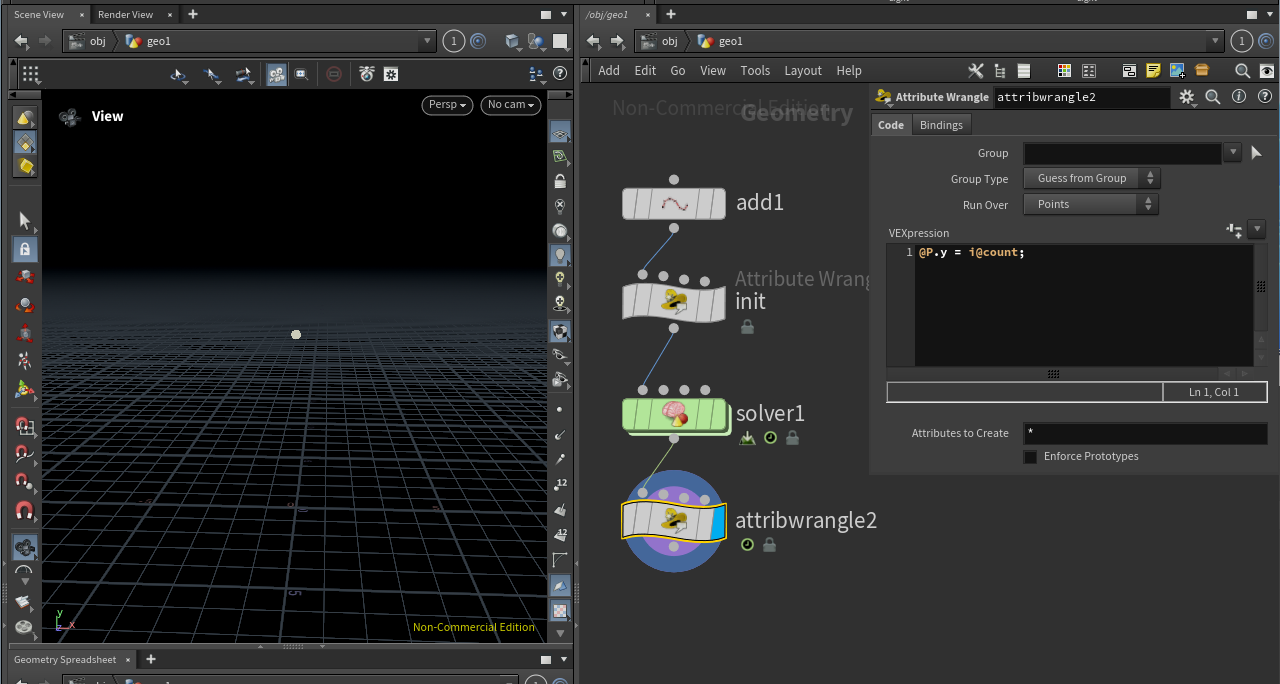 Scene View
Render View
obj
geo1
1
View
Persp
No cam
12
12
5
y
x
Non-Commercial Edition
Geometry Spreadsheet
/obj/geo1
obj
geo1
1
Add Edit Go View Tools Layout Help
Non-Commercial Edition
Geometry
add1
Attribute Wrang
init
solver1
attribwrangle2
Attribute Wrangle attribwrangle2
Code Bindings
Group
Group Type Guess from Group
Run Over Points
VEXpression
1 @P.y = i@count;
Ln 1, Col 1
Attributes to Create *
Enforce Prototypes